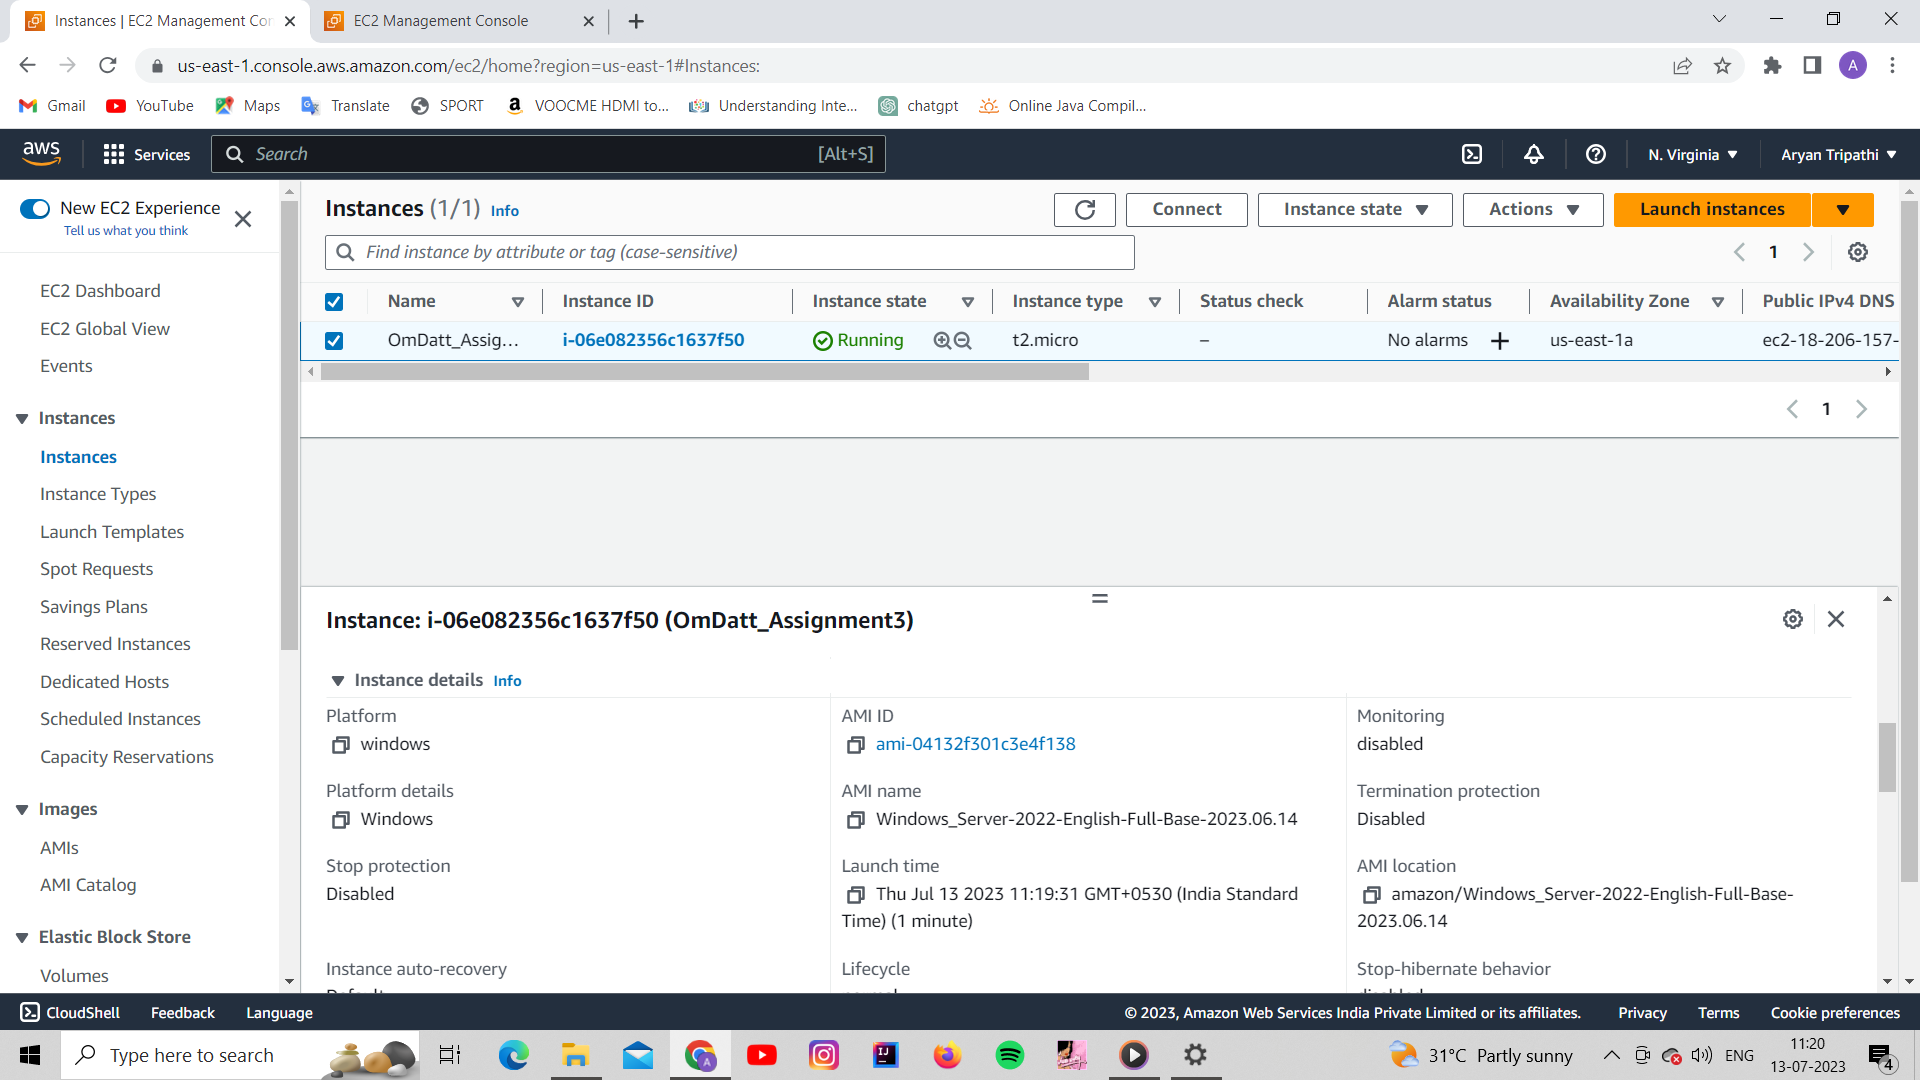 Instances | EC2 Management Con
EC2 Management Console
us-east-1.console.aws.amazon.com/ec2/home?region=us-east-1#Instances:
A
Gmail
YouTube
Maps
Translate
SPORT
VOOCME HDMI to...
Understanding Inte...
chatgpt
Online Java Compil...
aws
Services
Search
[Alt+S]
N. Virginia
Aryan Tripathi
New EC2 Experience
Tell us what you think
EC2 Dashboard
EC2 Global View
Events
Instances
Instances
Instance Types
Launch Templates
Spot Requests
Savings Plans
Reserved Instances
Dedicated Hosts
Scheduled Instances
Capacity Reservations
Images
AMIs
AMI Catalog
Elastic Block Store
Volumes
Instances (1/1) Info
Connect
Instance state
Actions
Launch instances
Find instance by attribute or tag (case-sensitive)
1
Name
Instance ID
Instance state
Instance type
Status check
Alarm status
Availability Zone
Public IPv4 DNS
OmDatt_Assig...
i-06e082356c1637f50
Running
t2.micro
–
No alarms
us-east-1a
ec2-18-206-157-
1
Instance: i-06e082356c1637f50 (OmDatt_Assignment3)
Instance details Info
Platform
windows
AMI ID
ami-04132f301c3e4f138
Monitoring
disabled
Platform details
Windows
AMI name
Windows_Server-2022-English-Full-Base-2023.06.14
Termination protection
Disabled
Stop protection
Disabled
Launch time
Thu Jul 13 2023 11:19:31 GMT+0530 (India Standard
Time) (1 minute)
AMI location
amazon/Windows_Server-2022-English-Full-Base-
2023.06.14
Instance auto-recovery
Lifecycle
Stop-hibernate behavior
CloudShell
Feedback
Language
© 2023, Amazon Web Services India Private Limited or its affiliates.
Privacy
Terms
Cookie preferences
Type here to search
31°C Partly sunny
ENG
11:20
13-07-2023
4